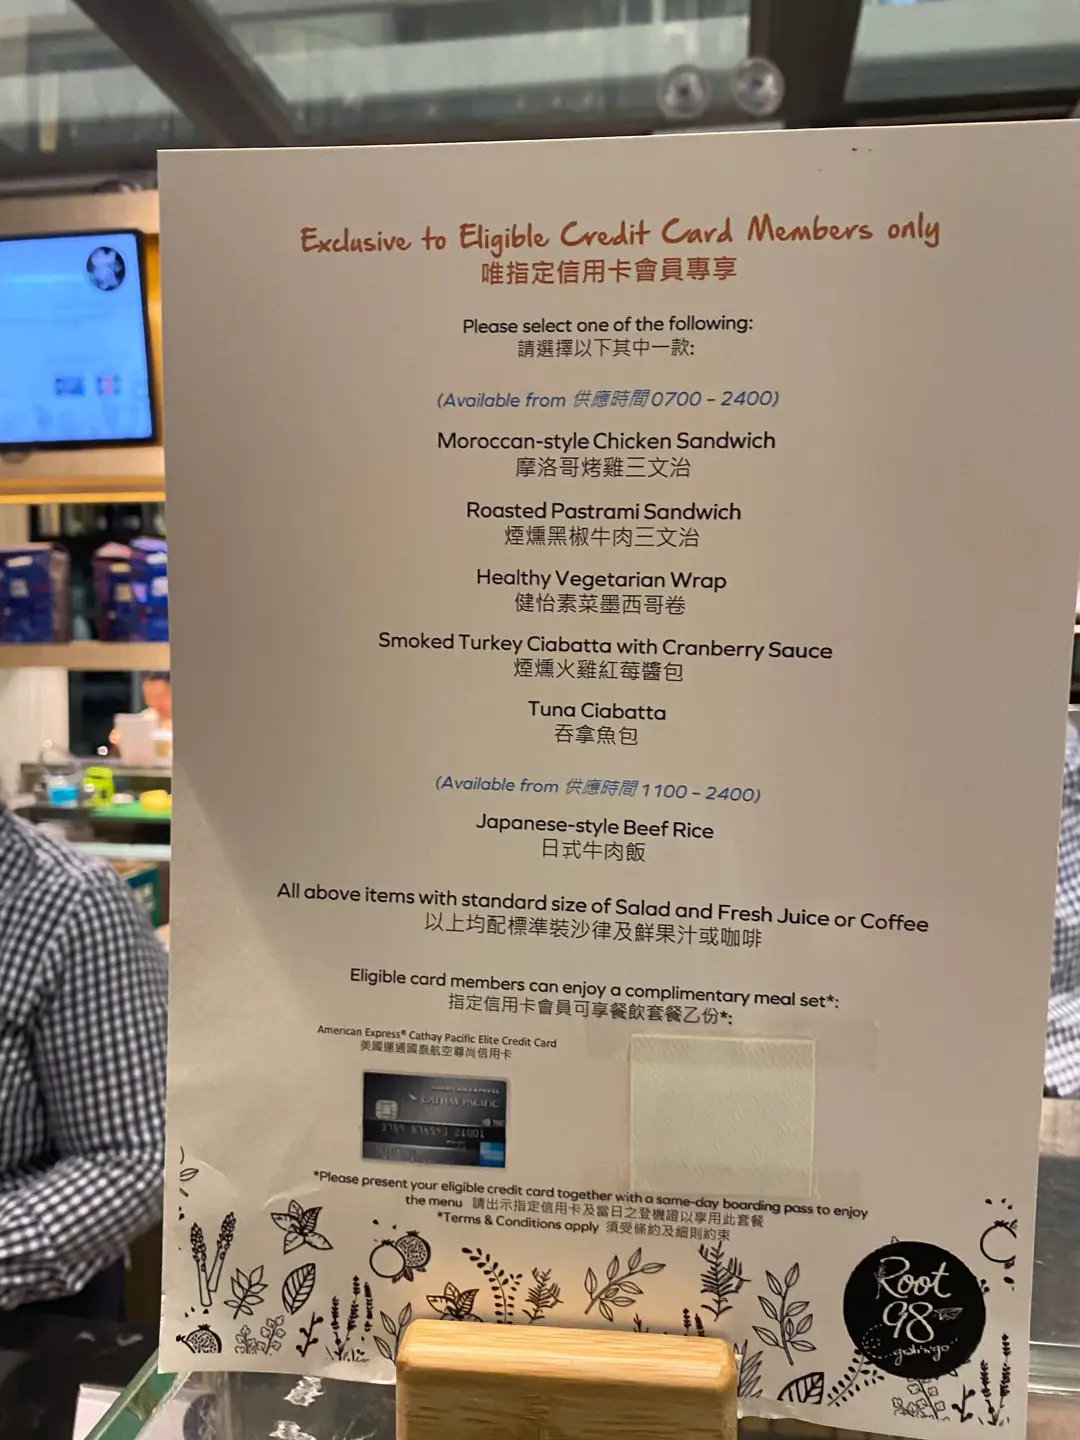 Exclusive to Eligible Credit Card Members only
唯指定信用卡會員專享
Please select one of the following:
請選擇以下其中一款:
(Available from 供應時間 0700 - 2400)
Moroccan-style Chicken Sandwich
摩洛哥烤雞三文治
Roasted Pastrami Sandwich
煙燻黑椒牛肉三文治
Healthy Vegetarian Wrap
健怡素菜墨西哥卷
Smoked Turkey Ciabatta with Cranberry Sauce
煙燻火雞紅莓醬包
Tuna Ciabatta
吞拿魚包
(Available from 供應時間 1100 - 2400)
Japanese-style Beef Rice
日式牛肉飯
All above items with standard size of Salad and Fresh Juice or Coffee
以上均配標準裝沙律及鮮果汁或咖啡
Eligible card members can enjoy a complimentary meal set*:
指定信用卡會員可享餐飲套餐乙份*:
American Express® Cathay Pacific Elite Credit Card
美國運通國泰航空尊尚信用卡
AMERICAN EXPRESS
CATHAY PACIFIC
*Please present your eligible credit card together with a same-day boarding pass to enjoy
the menu 請出示指定信用卡及當日之登機證以享用此套餐
*Terms & Conditions apply 須受條約及細則約束
Root
98
grab'n'go